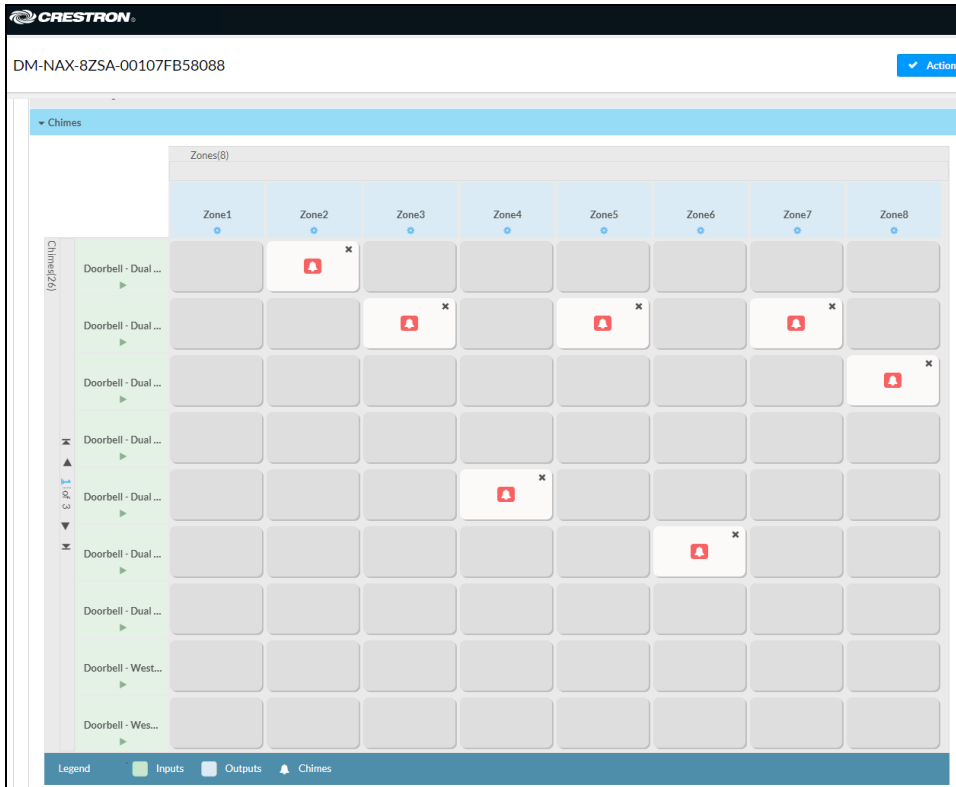 CRESTRON®
DM-NAX-8ZSA-00107FB58088
Action
Chimes
Zones(8)
Zone1 Zone2 Zone3 Zone4 Zone5 Zone6 Zone7 Zone8
Chimes(26)
Doorbell - Dual ...
Doorbell - Dual ...
Doorbell - Dual ...
Doorbell - Dual ...
1 of 3
Doorbell - Dual ...
Doorbell - Dual ...
Doorbell - Dual ...
Doorbell - West...
Doorbell - Wes...
Legend Inputs Outputs Chimes